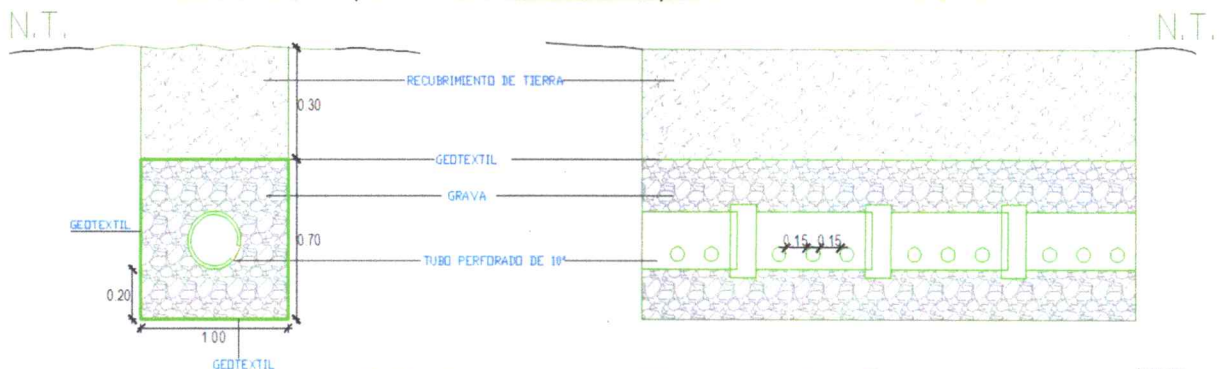 N.T.
N.T.
RECUBRIMIENTO DE TIERRA
0.30
GEOTEXTIL
GRAVA
GEOTEXTIL
0.70
0.15 0.15
TUBO PERFORADO DE 10"
0.20
1.00
GEOTEXTIL